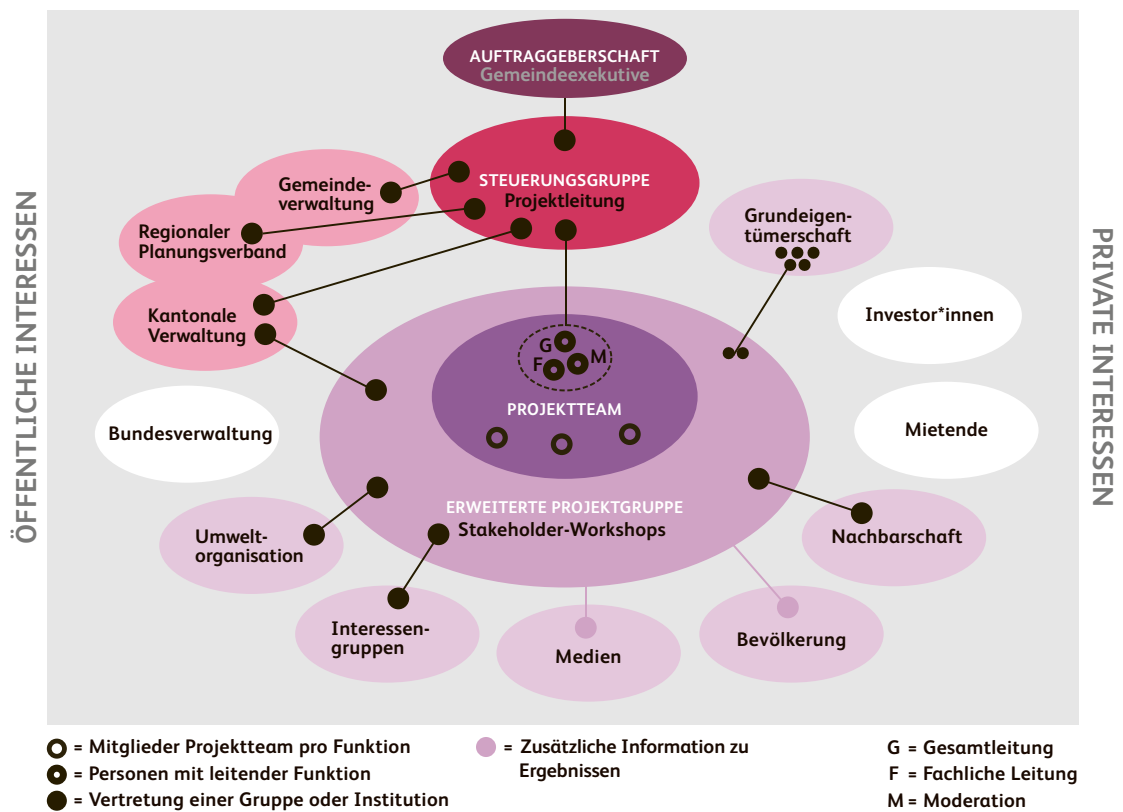 AUFTRAGGEBERSCHAFT
Gemeindeexekutive
STEUERUNGSGRUPPE
Projektleitung
Gemeinde-
verwaltung
Regionaler
Planungsverband
Kantonale
Verwaltung
Bundesverwaltung
Umwelt-
organisation
Interessen-
gruppen
Medien
Bevölkerung
Nachbarschaft
Mietende
Investor*innen
Grundeigen-
tümerschaft
G
M
F
PROJEKTTEAM
ERWEITERTE PROJEKTGRUPPE
Stakeholder-Workshops
ÖFFENTLICHE INTERESSEN
PRIVATE INTERESSEN
= Mitglieder Projektteam pro Funktion
= Personen mit leitender Funktion
= Vertretung einer Gruppe oder Institution
= Zusätzliche Information zu
Ergebnissen
G = Gesamtleitung
F = Fachliche Leitung
M = Moderation